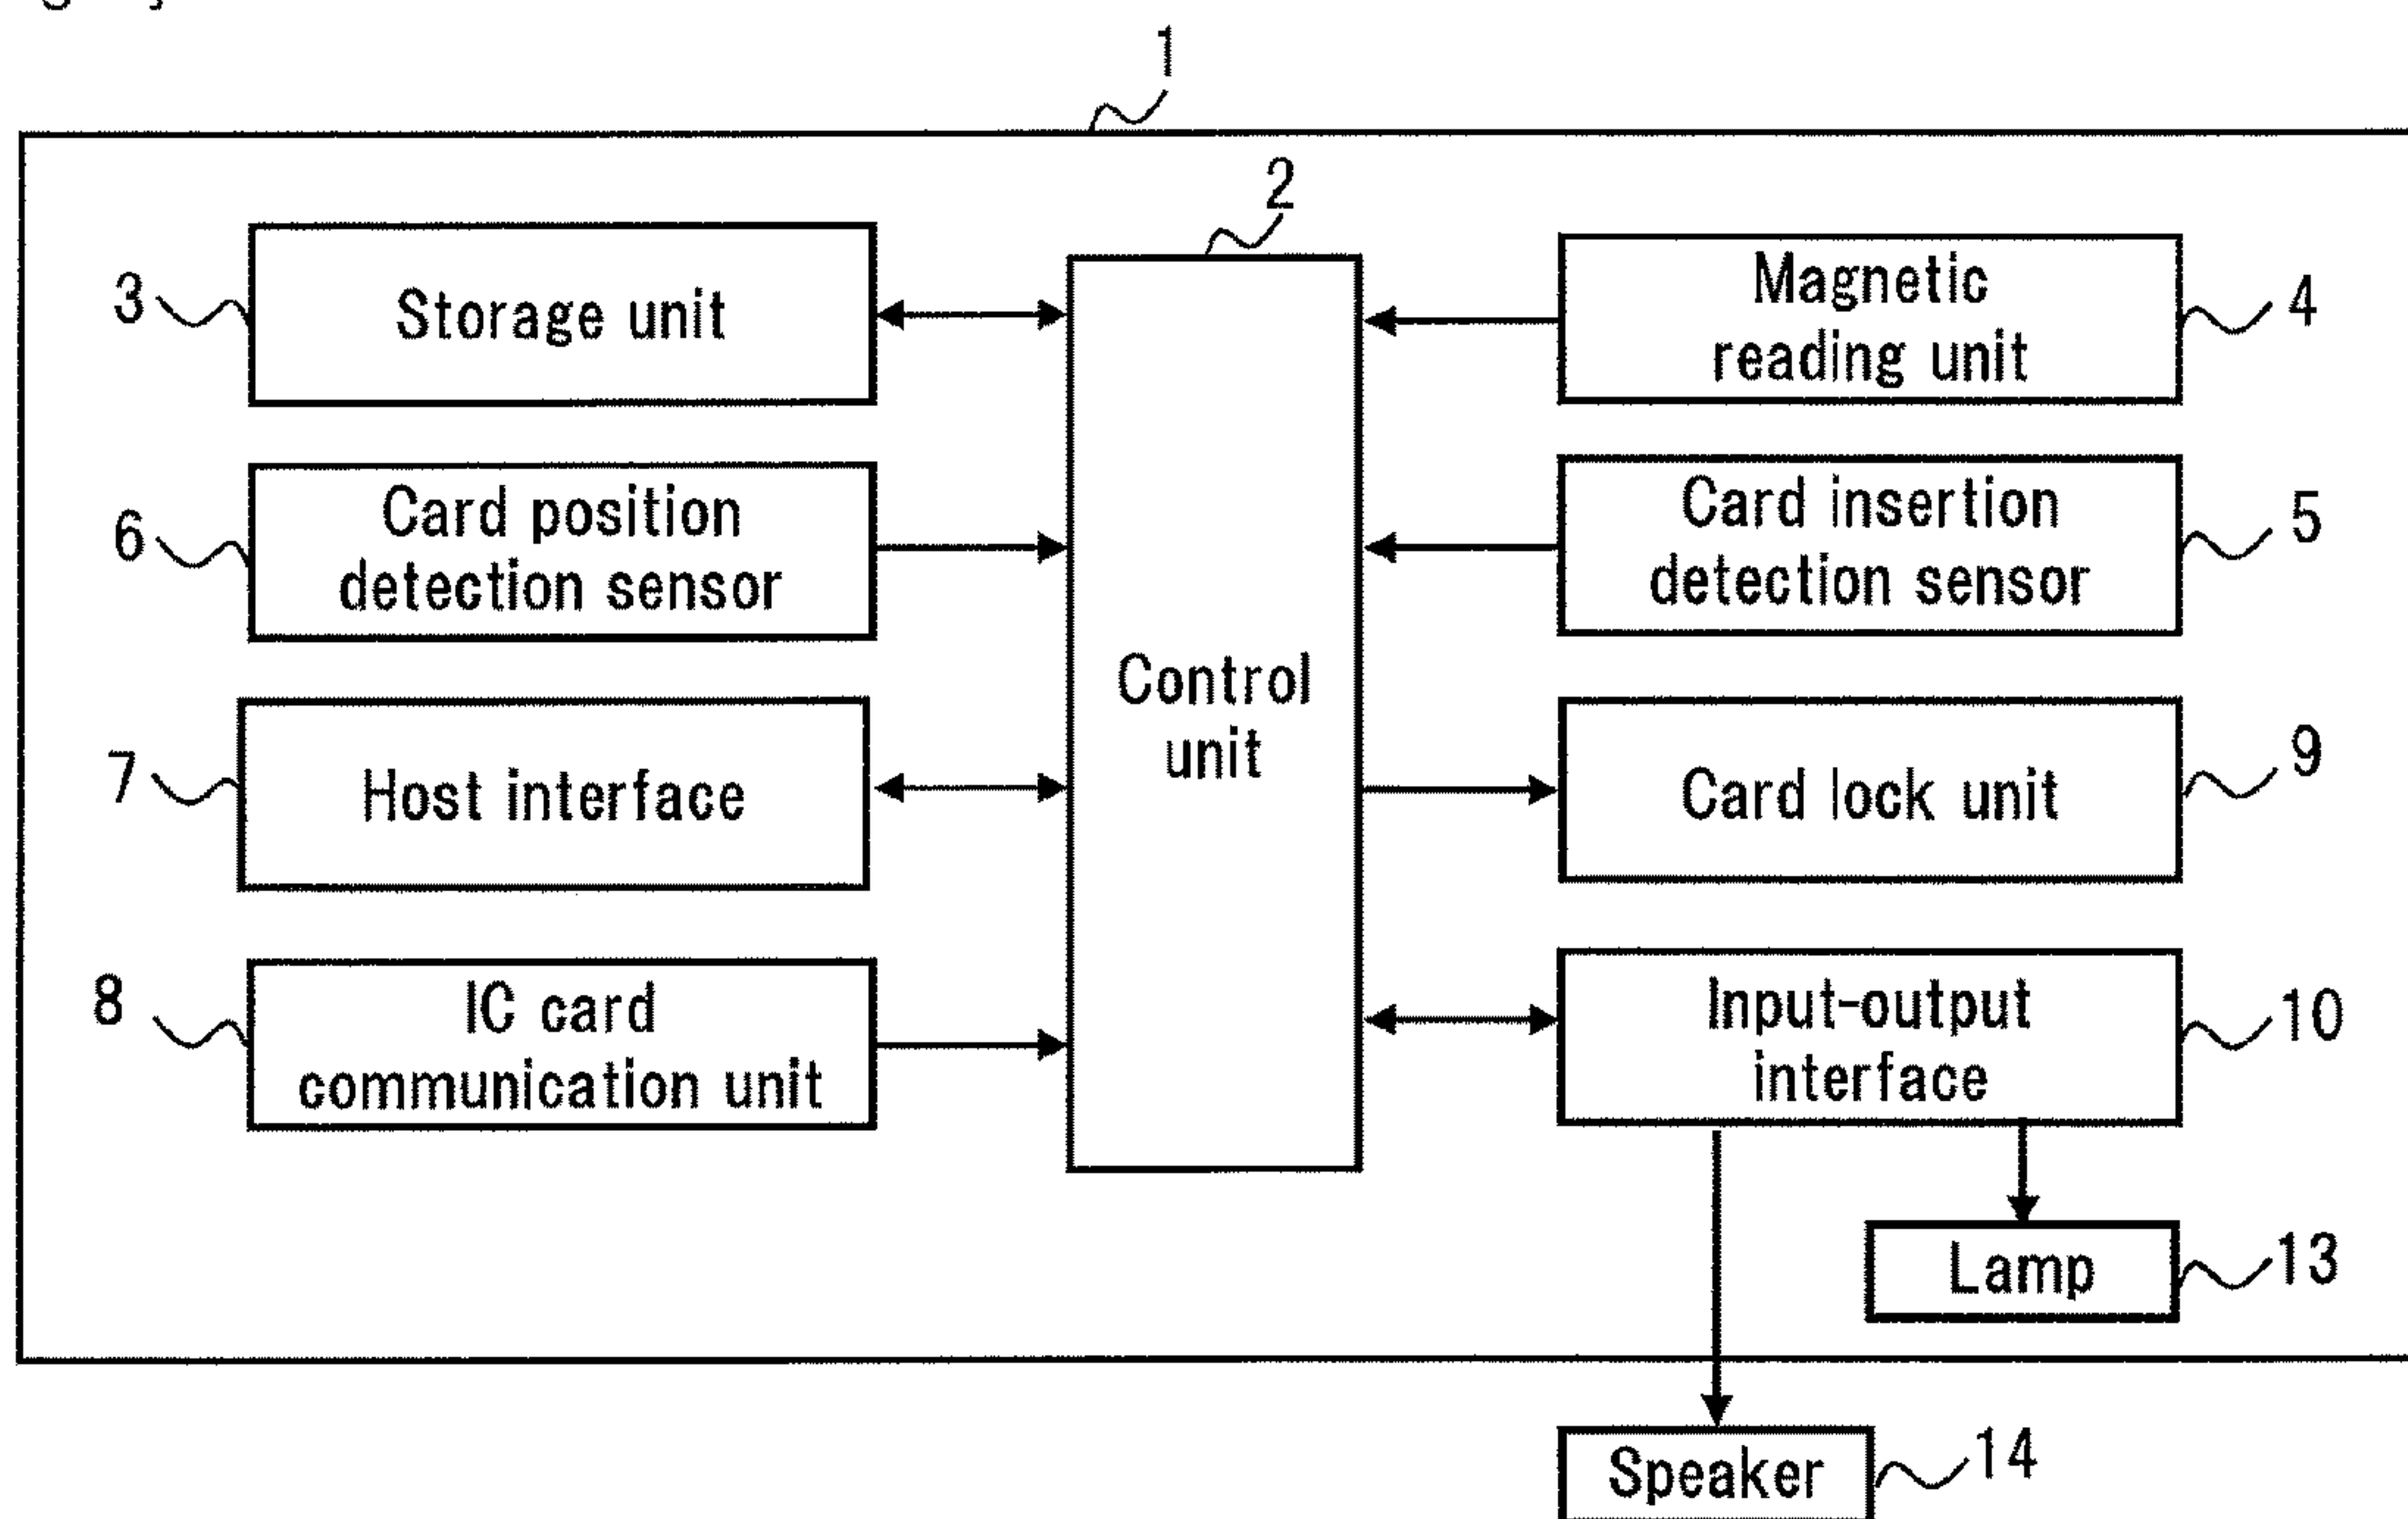 1
2
3
Storage unit
Magnetic
reading unit
4
6
Card position
detection sensor
Card insertion
detection sensor
5
Control
unit
7
Host interface
Card lock unit
9
8
IC card
communication unit
Input-output
interface
10
Lamp
13
Speaker
14